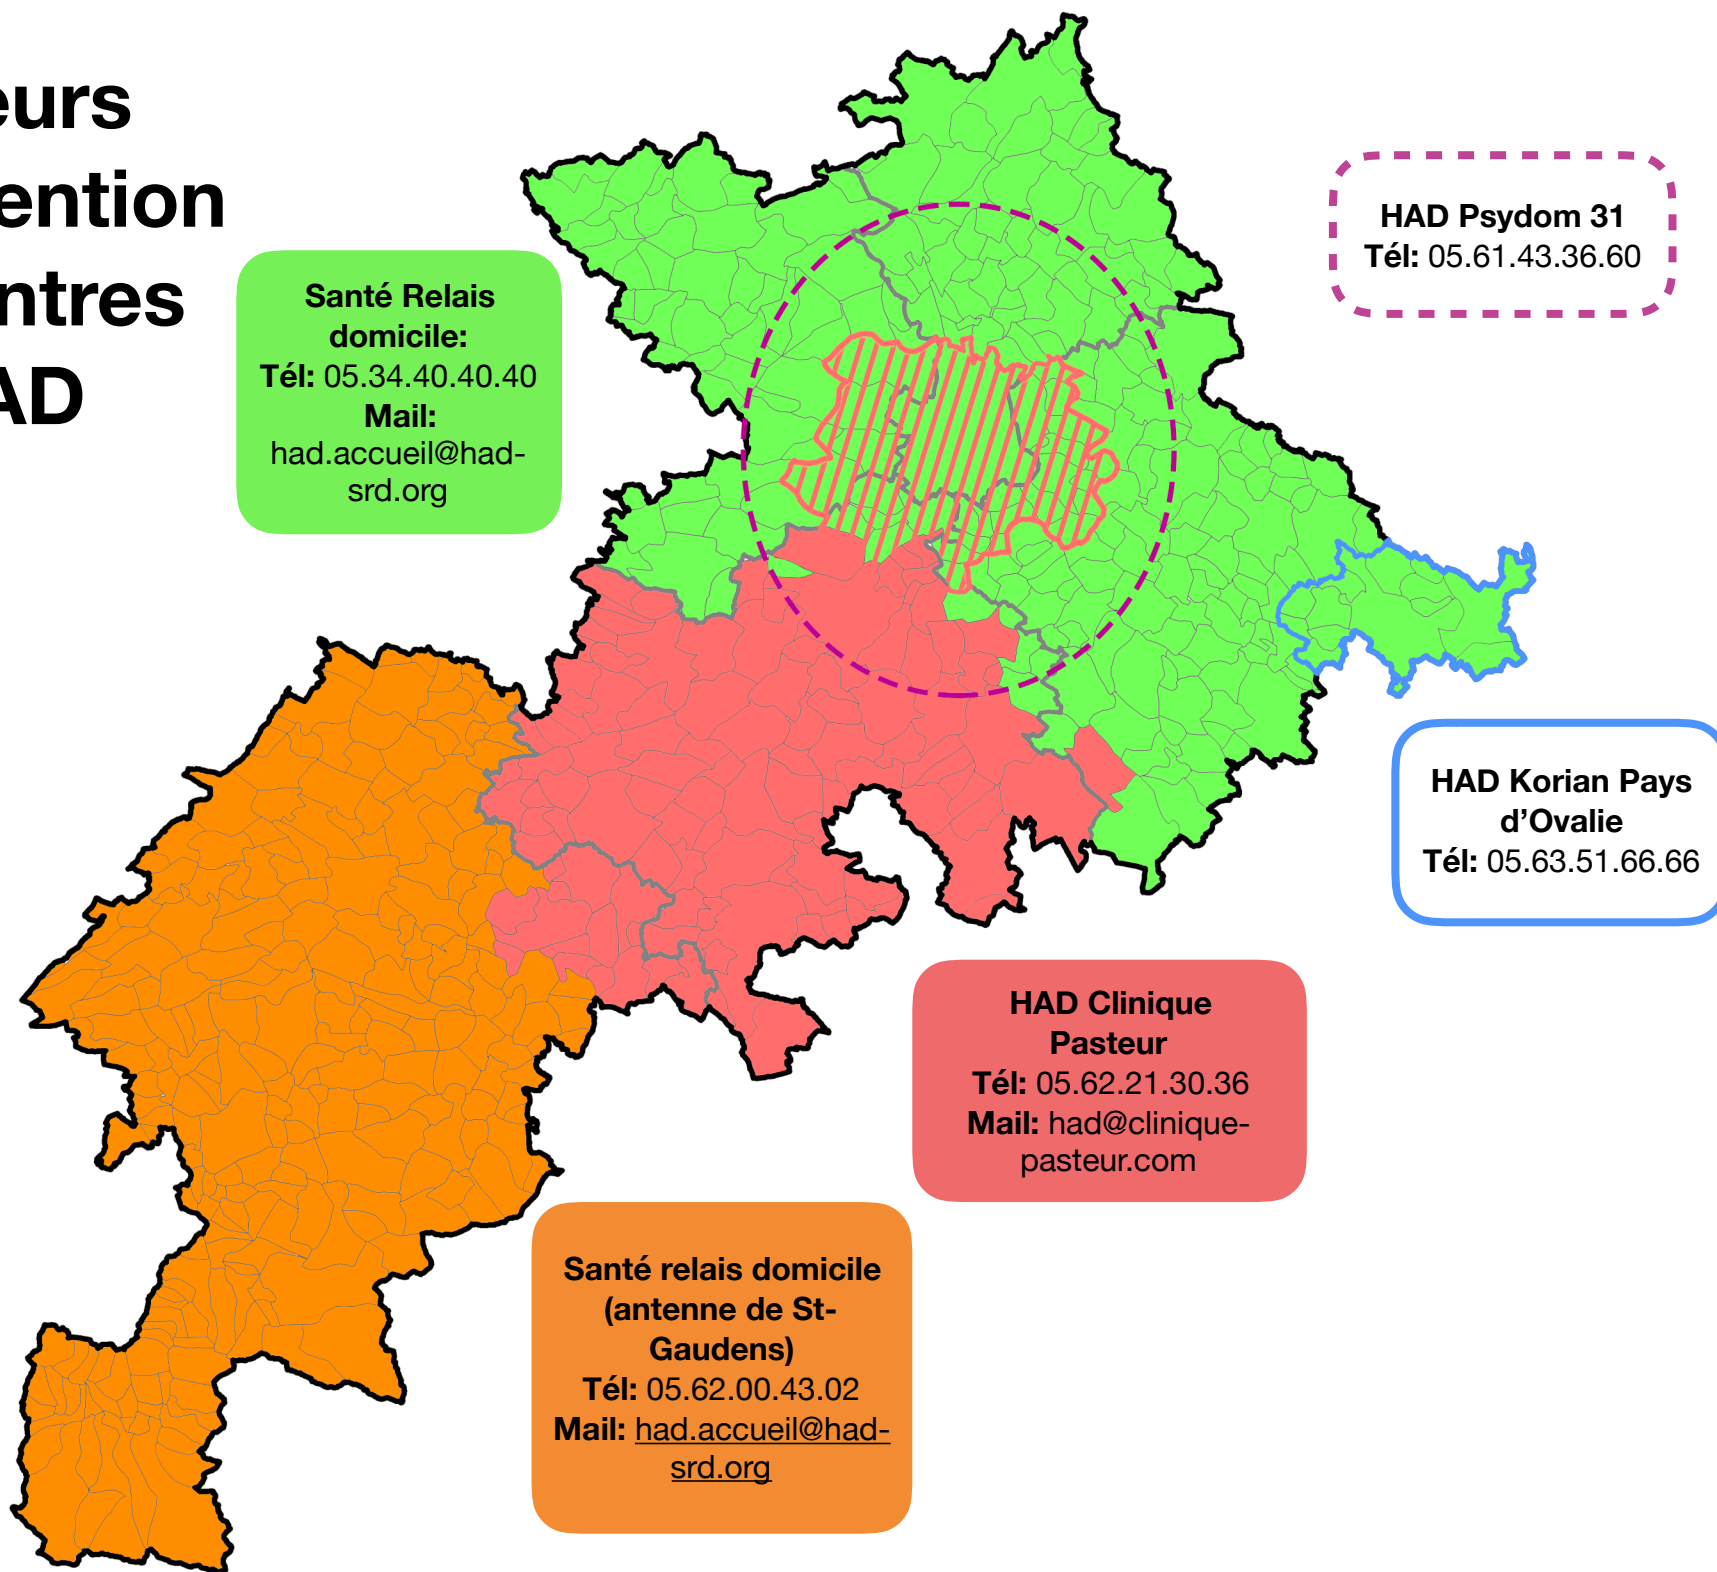 eurs
ention
ntres
AD
Santé Relais
domicile:
Tél: 05.34.40.40.40
Mail:
had.accueil@had-
srd.org
HAD Psydom 31
Tél: 05.61.43.36.60
HAD Korian Pays
d’Ovalie
Tél: 05.63.51.66.66
HAD Clinique
Pasteur
Tél: 05.62.21.30.36
Mail: had@clinique-
pasteur.com
Santé relais domicile
(antenne de St-
Gaudens)
Tél: 05.62.00.43.02
Mail: had.accueil@had-
srd.org